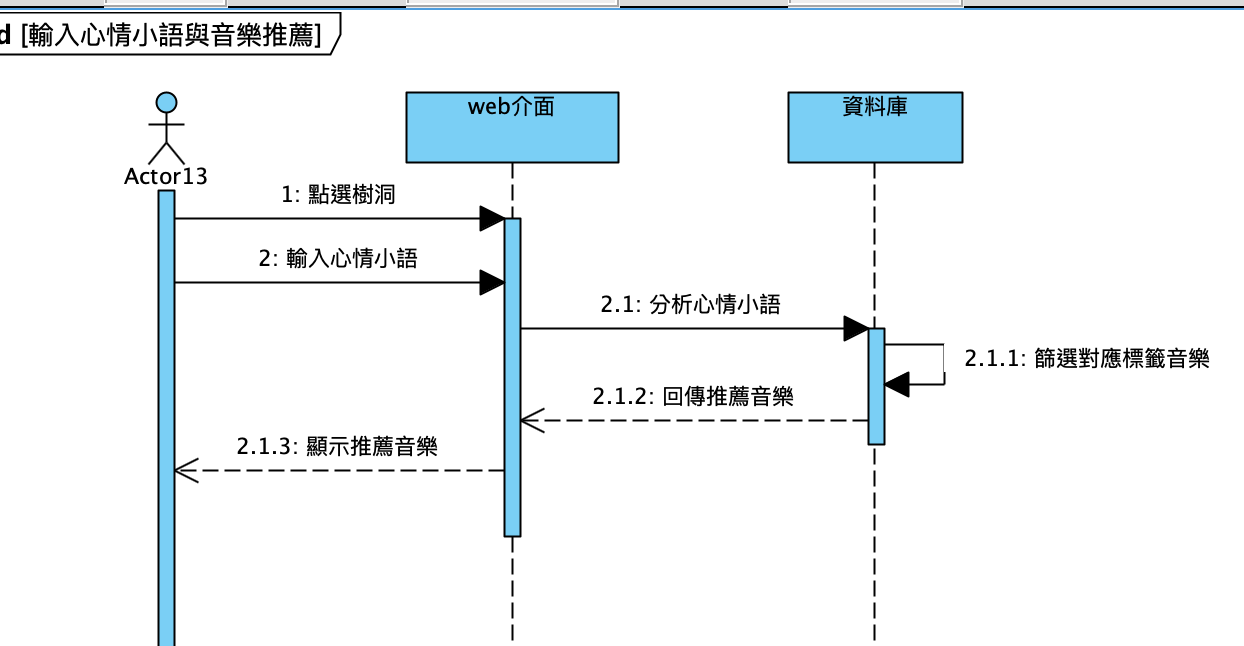 d [輸入心情小語與音樂推薦]
web介面
資料庫
Actor13
1: 點選樹洞
2: 輸入心情小語
2.1: 分析心情小語
2.1.1: 篩選對應標籤音樂
2.1.2: 回傳推薦音樂
2.1.3: 顯示推薦音樂